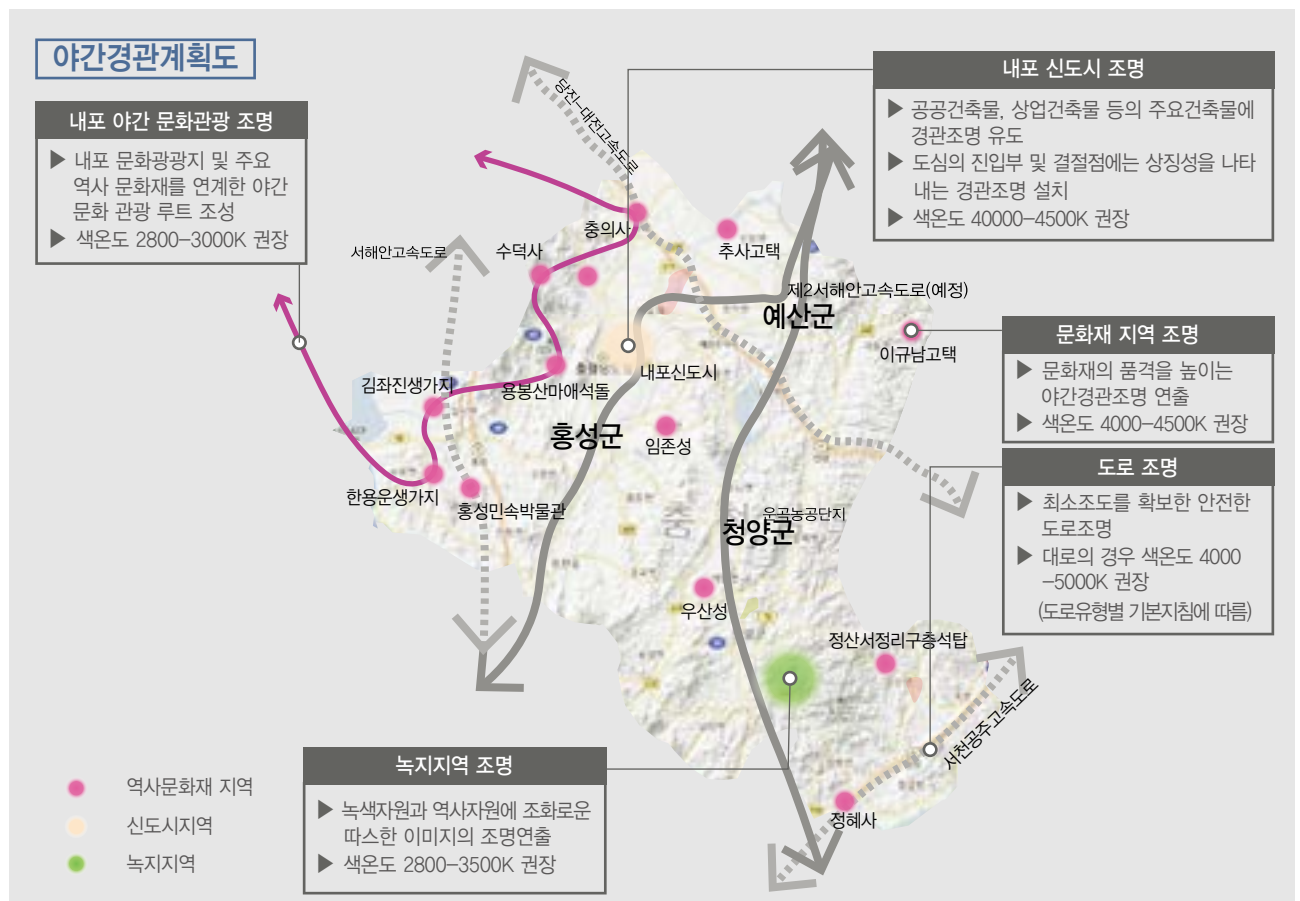 야간경관계획도
내포 야간 문화관광 조명
▶ 내포 문화광광지 및 주요
역사 문화재를 연계한 야간
문화 관광 루트 조성
▶ 색온도 2800-3000K 권장
내포 신도시 조명
▶ 공공건축물, 상업건축물 등의 주요건축물에
경관조명 유도
▶ 도심의 진입부 및 결절점에는 상징성을 나타
내는 경관조명 설치
▶ 색온도 40000-4500K 권장
당진-대전고속도로
충의사
추사고택
서해안고속도로
수덕사
제2서해안고속도로(예정)
예산군
이규남고택
문화재 지역 조명
▶ 문화재의 품격을 높이는
야간경관조명 연출
▶ 색온도 4000-4500K 권장
내포신도시
김좌진생가지
용봉산마애석돌
홍성군
임존성
한용운생가지
홍성민속박물관
운곡농공단지
청양군
도로 조명
▶ 최소조도를 확보한 안전한
도로조명
▶ 대로의 경우 색온도 4000
-5000K 권장
(도로유형별 기본지침에 따름)
우산성
정산서정리구층석탑
서천공주고속도로
정혜사
녹지지역 조명
▶ 녹색자원과 역사자원에 조화로운
따스한 이미지의 조명연출
▶ 색온도 2800-3500K 권장
역사문화재 지역
신도시지역
녹지지역